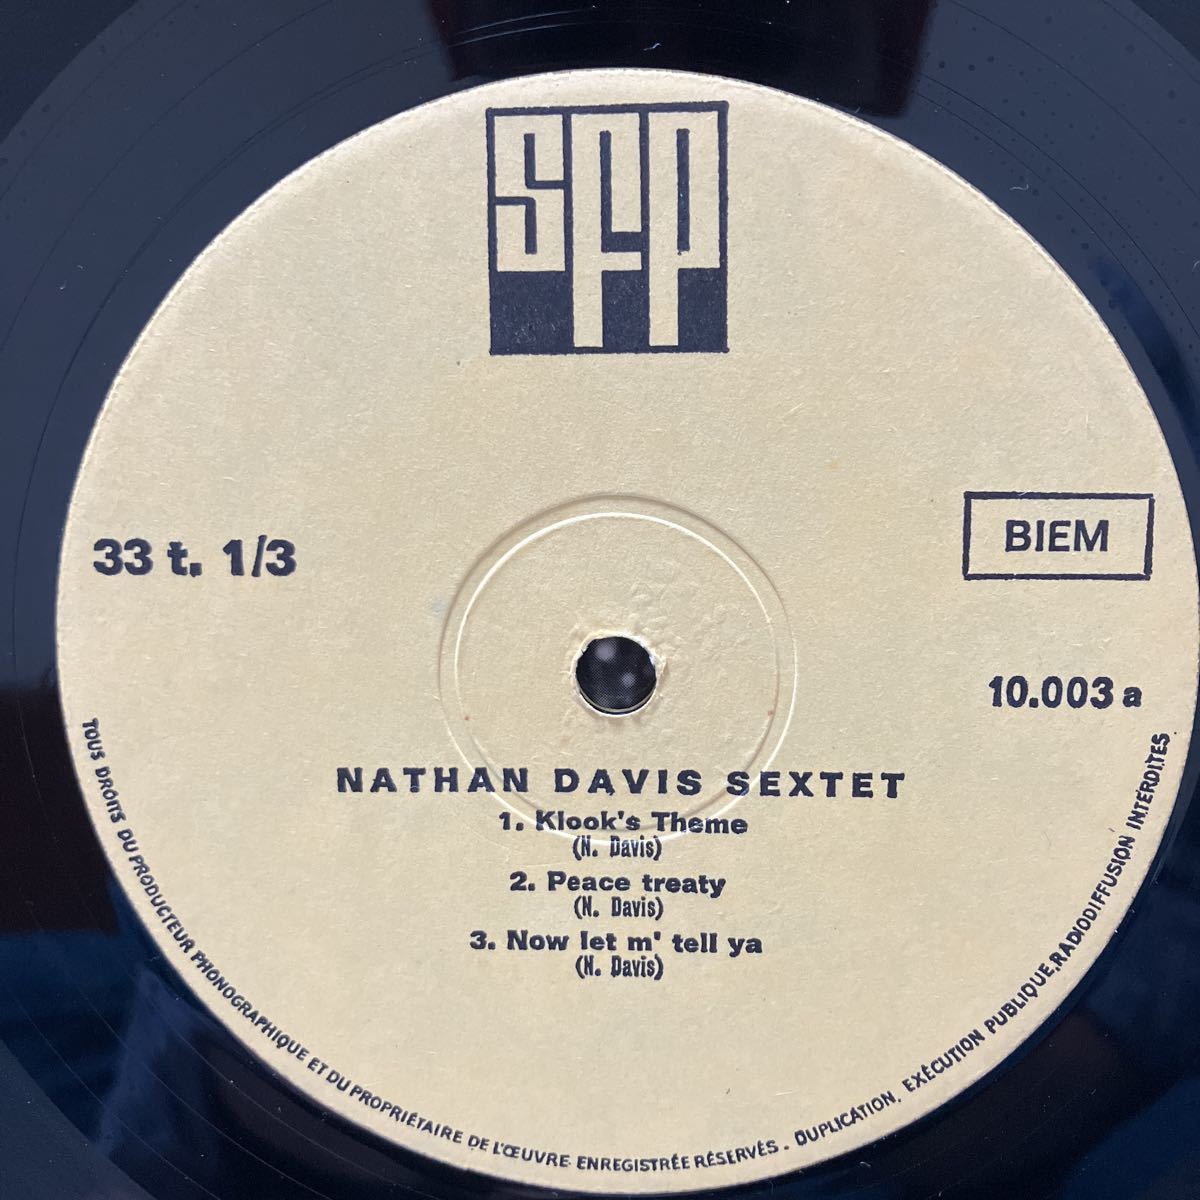 SFP
33 t. 1/3
BIEM
10.003 a
NATHAN DAVIS SEXTET
1. Klook's Theme
(N. Davis)
2. Peace treaty
(N. Davis)
3. Now let m' tell ya
(N. Davis)
TOUS DROITS DU PRODUCTEUR PHONOGRAPHIQUE ET DU PROPRIÉTAIRE DE L'ŒUVRE ENREGISTRÉE RÉSERVÉS. DUPLICATION, EXÉCUTION PUBLIQUE, RADIODIFFUSION INTERDITES